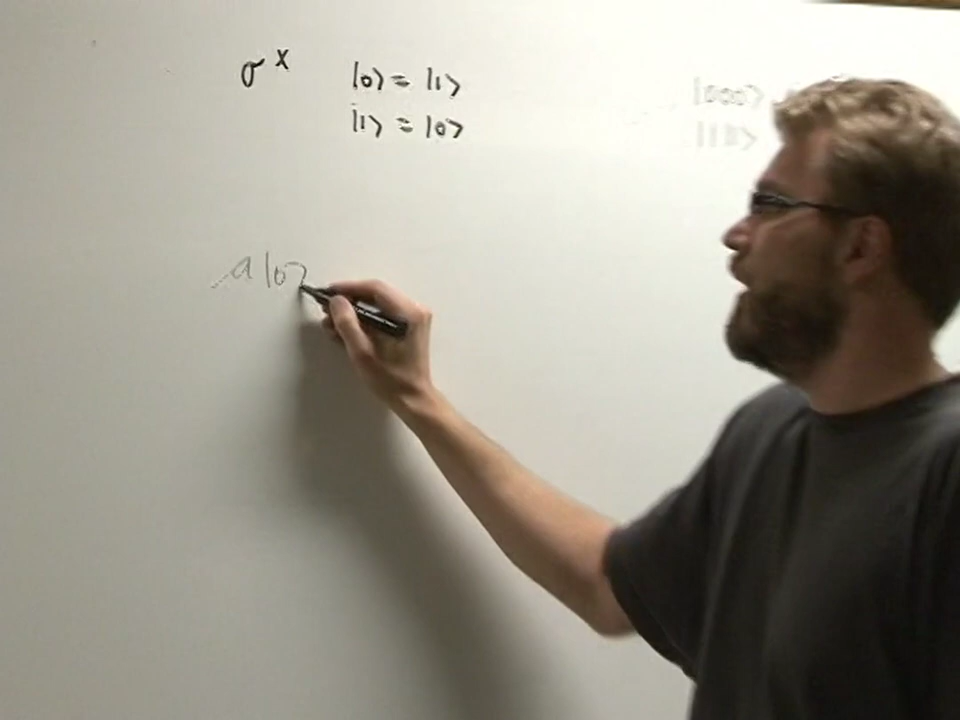 σ^x |0⟩ = |1⟩ |000⟩
|1⟩ = |0⟩ |111⟩
a|0⟩